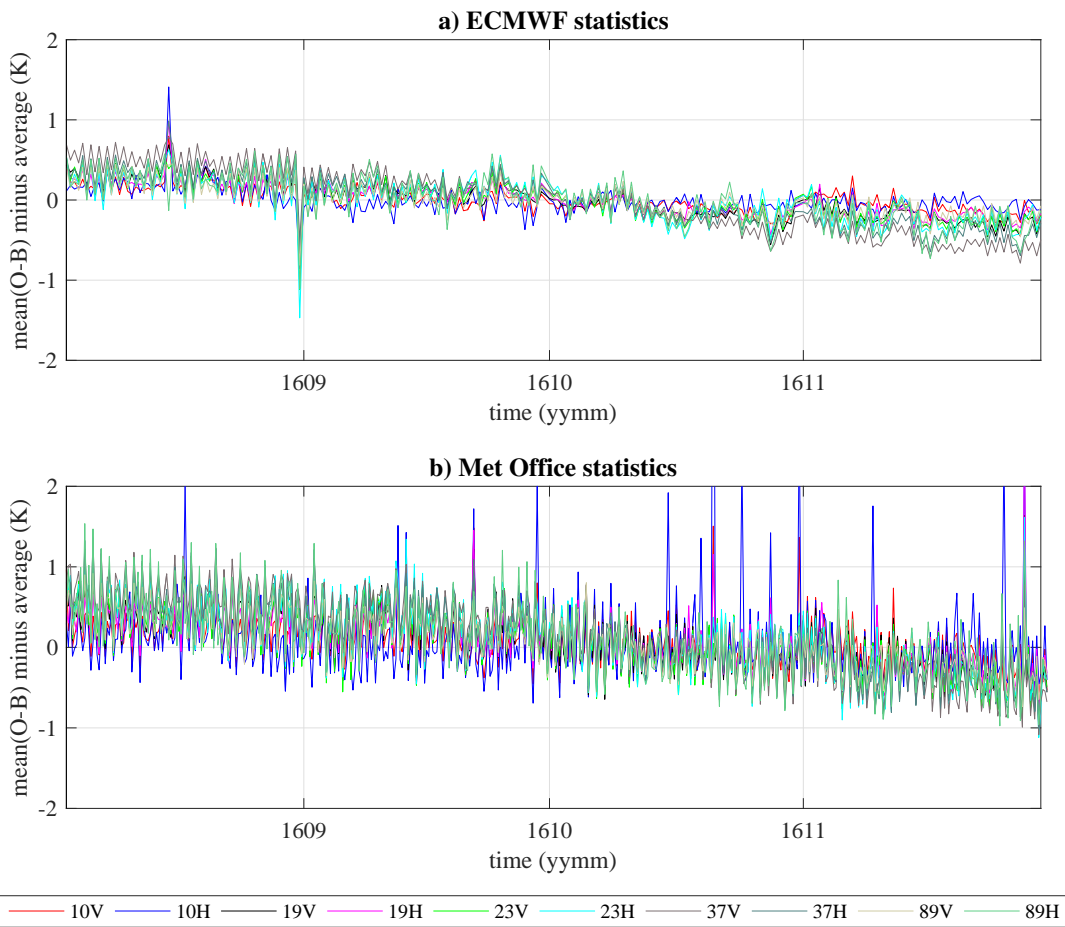 a) ECMWF statistics
mean(O-B) minus average (K)
2
1
0
-1
-2
1609
1610
1611
time (yymm)
b) Met Office statistics
mean(O-B) minus average (K)
2
1
0
-1
-2
1609
1610
1611
time (yymm)
10V 10H 19V 19H 23V 23H 37V 37H 89V 89H